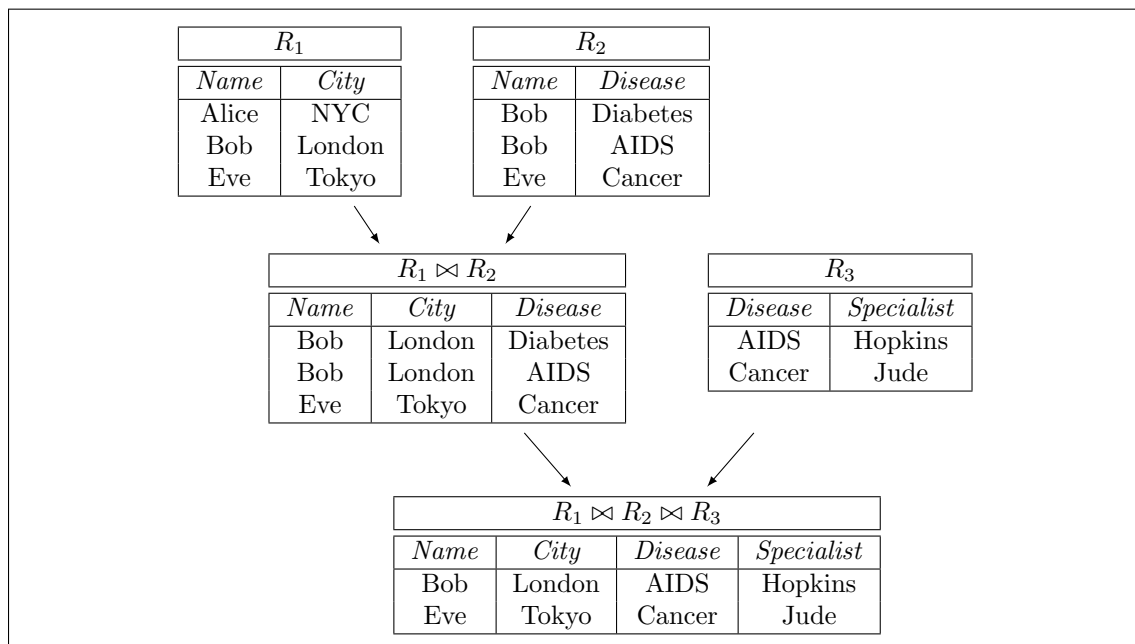 R1 R2
Name City Name Disease
Alice NYC Bob Diabetes
Bob London Bob AIDS
Eve Tokyo Eve Cancer
R1 ⋈ R2 R3
Name City Disease Disease Specialist
Bob London Diabetes AIDS Hopkins
Bob London AIDS Cancer Jude
Eve Tokyo Cancer
R1 ⋈ R2 ⋈ R3
Name City Disease Specialist
Bob London AIDS Hopkins
Eve Tokyo Cancer Jude